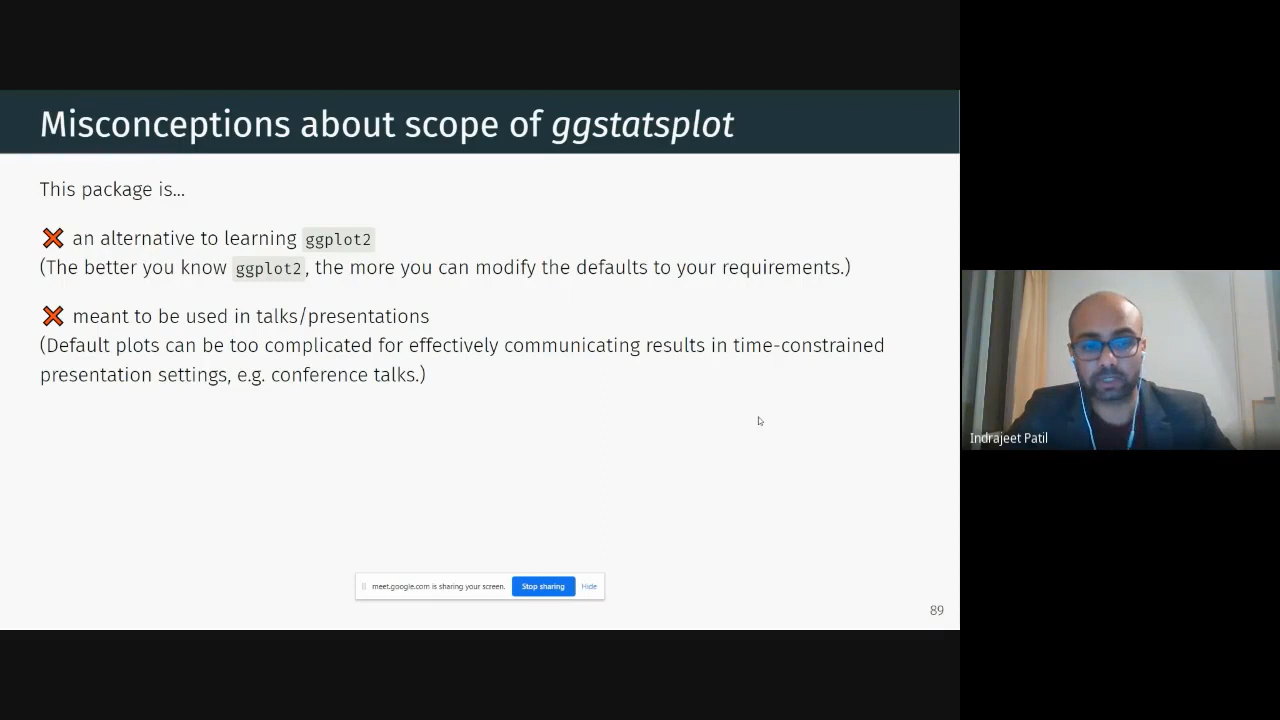 Misconceptions about scope of ggstatsplot
This package is...
❌ an alternative to learning ggplot2
(The better you know ggplot2, the more you can modify the defaults to your requirements.)
❌ meant to be used in talks/presentations
(Default plots can be too complicated for effectively communicating results in time-constrained
presentation settings, e.g. conference talks.)
Indrajeet Patil
meet.google.com is sharing your screen. Stop sharing Hide
89